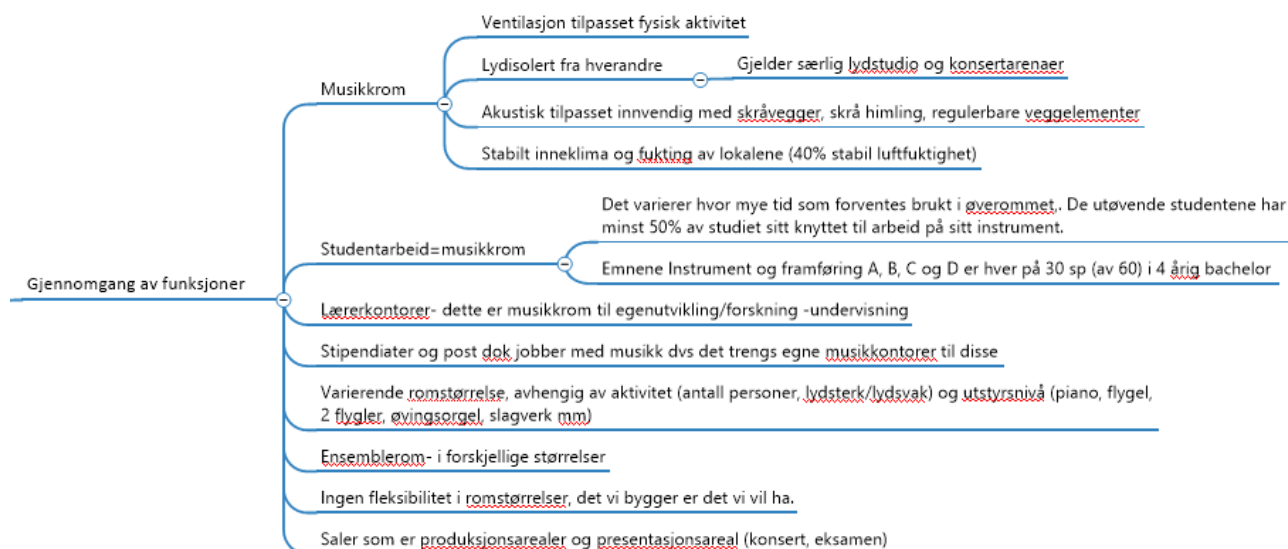 Ventilasjon tilpasset fysisk aktivitet
Lydisolert fra hverandre
Gjelder særlig lydstudio og konsertarenaer
Musikkrom
Akustisk tilpasset innvendig med skråvegger, skrå himling, regulerbare veggelementer
Stabilt inneklima og fukting av lokalene (40% stabil luftfuktighet)
Det varierer hvor mye tid som forventes brukt i øverommet,. De utøvende studentene har
minst 50% av studiet sitt knyttet til arbeid på sitt instrument.
Studentarbeid=musikkrom
Emnene Instrument og framføring A, B, C og D er hver på 30 sp (av 60) i 4 årig bachelor
Gjennomgang av funksjoner
Lærerkontorer- dette er musikkrom til egenutvikling/forskning -undervisning
Stipendiater og post dok jobber med musikk dvs det trengs egne musikkontorer til disse
Varierende romstørrelse, avhengig av aktivitet (antall personer, lydsterk/lydsvak) og utstyrsnivå (piano, flygel,
2 flygler, øvingsorgel, slagverk mm)
Ensemblerom- i forskjellige størrelser
Ingen fleksibilitet i romstørrelser, det vi bygger er det vi vil ha.
Saler som er produksjonsarealer og presentasjonsareal (konsert, eksamen)